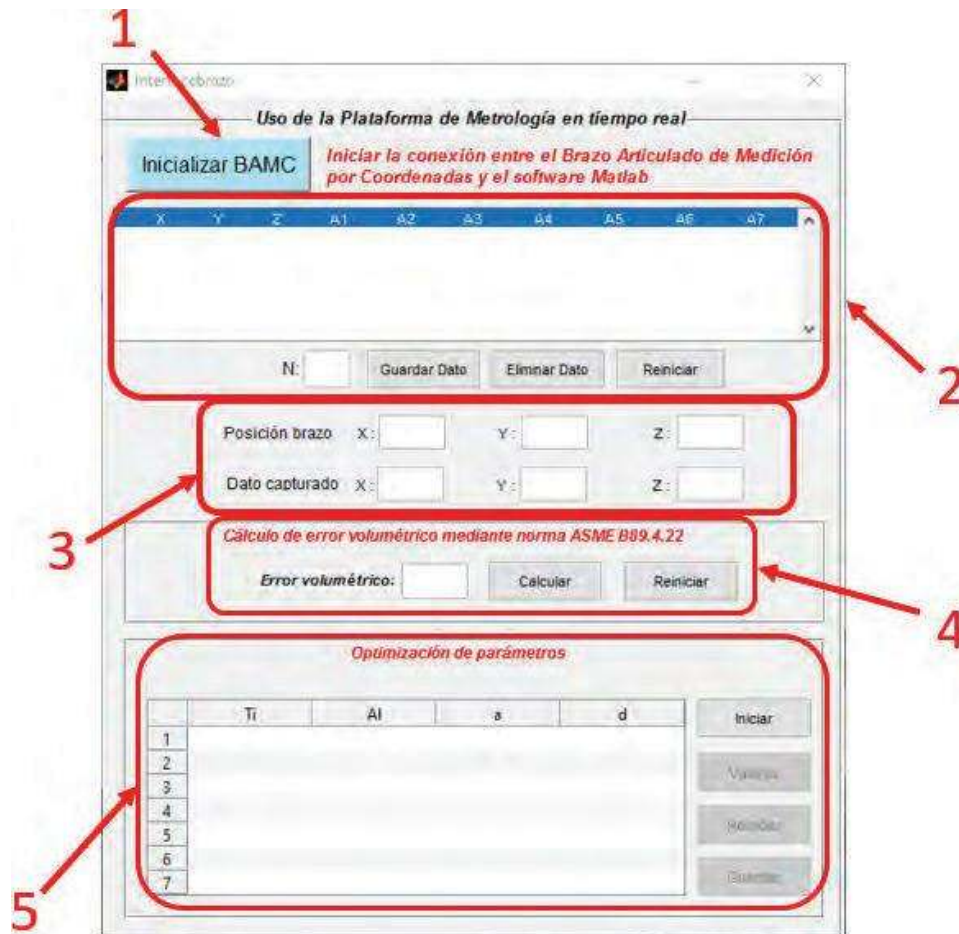 1
Uso de la Plataforma de Metrología en tiempo real
Inicializar BAMC
Iniciar la conexión entre el Brazo Articulado de Medición
por Coordenadas y el software Matlab
X Y Z A1 A2 A3 A4 A5 A6 A7
N: Guardar Dato Eliminar Dato Reiniciar
2
Posición brazo X: Y: Z:
Dato capturado X: Y: Z:
3
Cálculo de error volumétrico mediante norma ASME B89.4.22
Error volumétrico: Calcular Reiniciar
4
Optimización de parámetros
Ti Al a d Iniciar
1
2
3
4
5
6
7
5